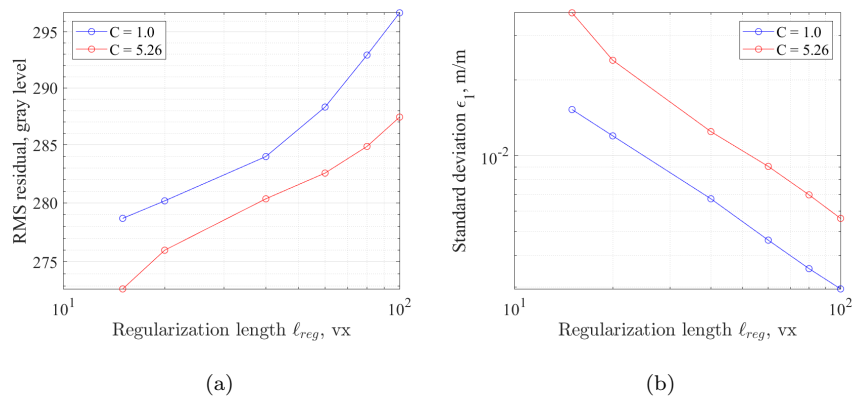 C = 1.0
C = 5.26
295
290
285
280
275
10^1
10^2
RMS residual, gray level
Regularization length ℓ_reg, vx
(a)
C = 1.0
C = 5.26
10^-2
10^1
10^2
Standard deviation ϵ_1, m/m
Regularization length ℓ_reg, vx
(b)